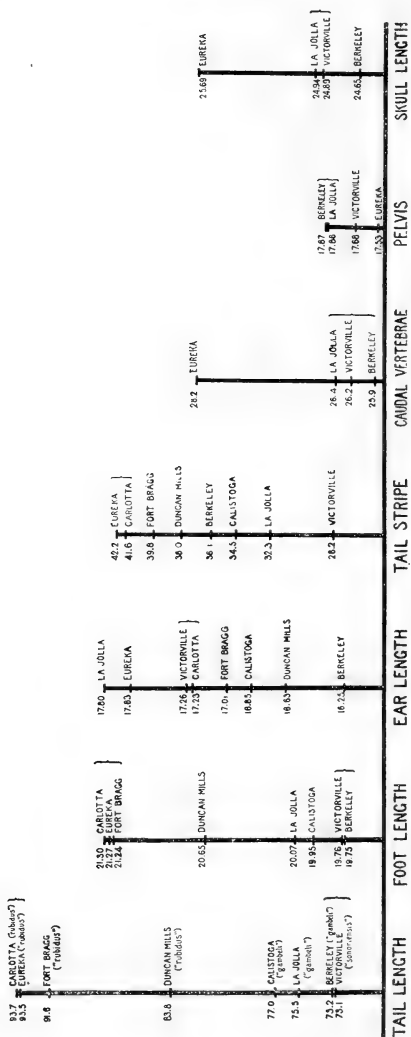 93.7 CARLOTTA ("rubidus")
93.5 EUREKA ("rubidus")
91.6 FORT BRAGG
("rubidus")
83.8 DUNCAN MILLS
("rubidus")
77.0 CALISTOGA
("gambeli")
75.5 LA JOLLA
("gambeli")
73.2 BERKELEY ("gambeli")
73.1 VICTORVILLE
("sonoriensis")
TAIL LENGTH
21.30 CARLOTTA
21.27 EUREKA
21.24 FORT BRAGG
20.65 DUNCAN MILLS
20.07 LA JOLLA
19.95 CALISTOGA
19.76 VICTORVILLE
19.75 BERKELEY
FOOT LENGTH
17.80 LA JOLLA
17.63 EUREKA
17.26 VICTORVILLE
17.23 CARLOTTA
17.01 FORT BRAGG
16.85 CALISTOGA
16.63 DUNCAN MILLS
16.25 BERKELEY
EAR LENGTH
42.2 EUREKA
41.6 CARLOTTA
39.8 FORT BRAGG
38.0 DUNCAN MILLS
36.1 BERKELEY
34.5 CALISTOGA
32.3 LA JOLLA
28.2 VICTORVILLE
TAIL STRIPE
28.2 EUREKA
26.4 LA JOLLA
26.2 VICTORVILLE
25.9 BERKELEY
CAUDAL VERTEBRAE
17.87 BERKELEY
17.86 LA JOLLA
17.68 VICTORVILLE
17.53 EUREKA
PELVIS
25.69 EUREKA
24.94 LA JOLLA
24.89 VICTORVILLE
24.65 BERKELEY
SKULL LENGTH